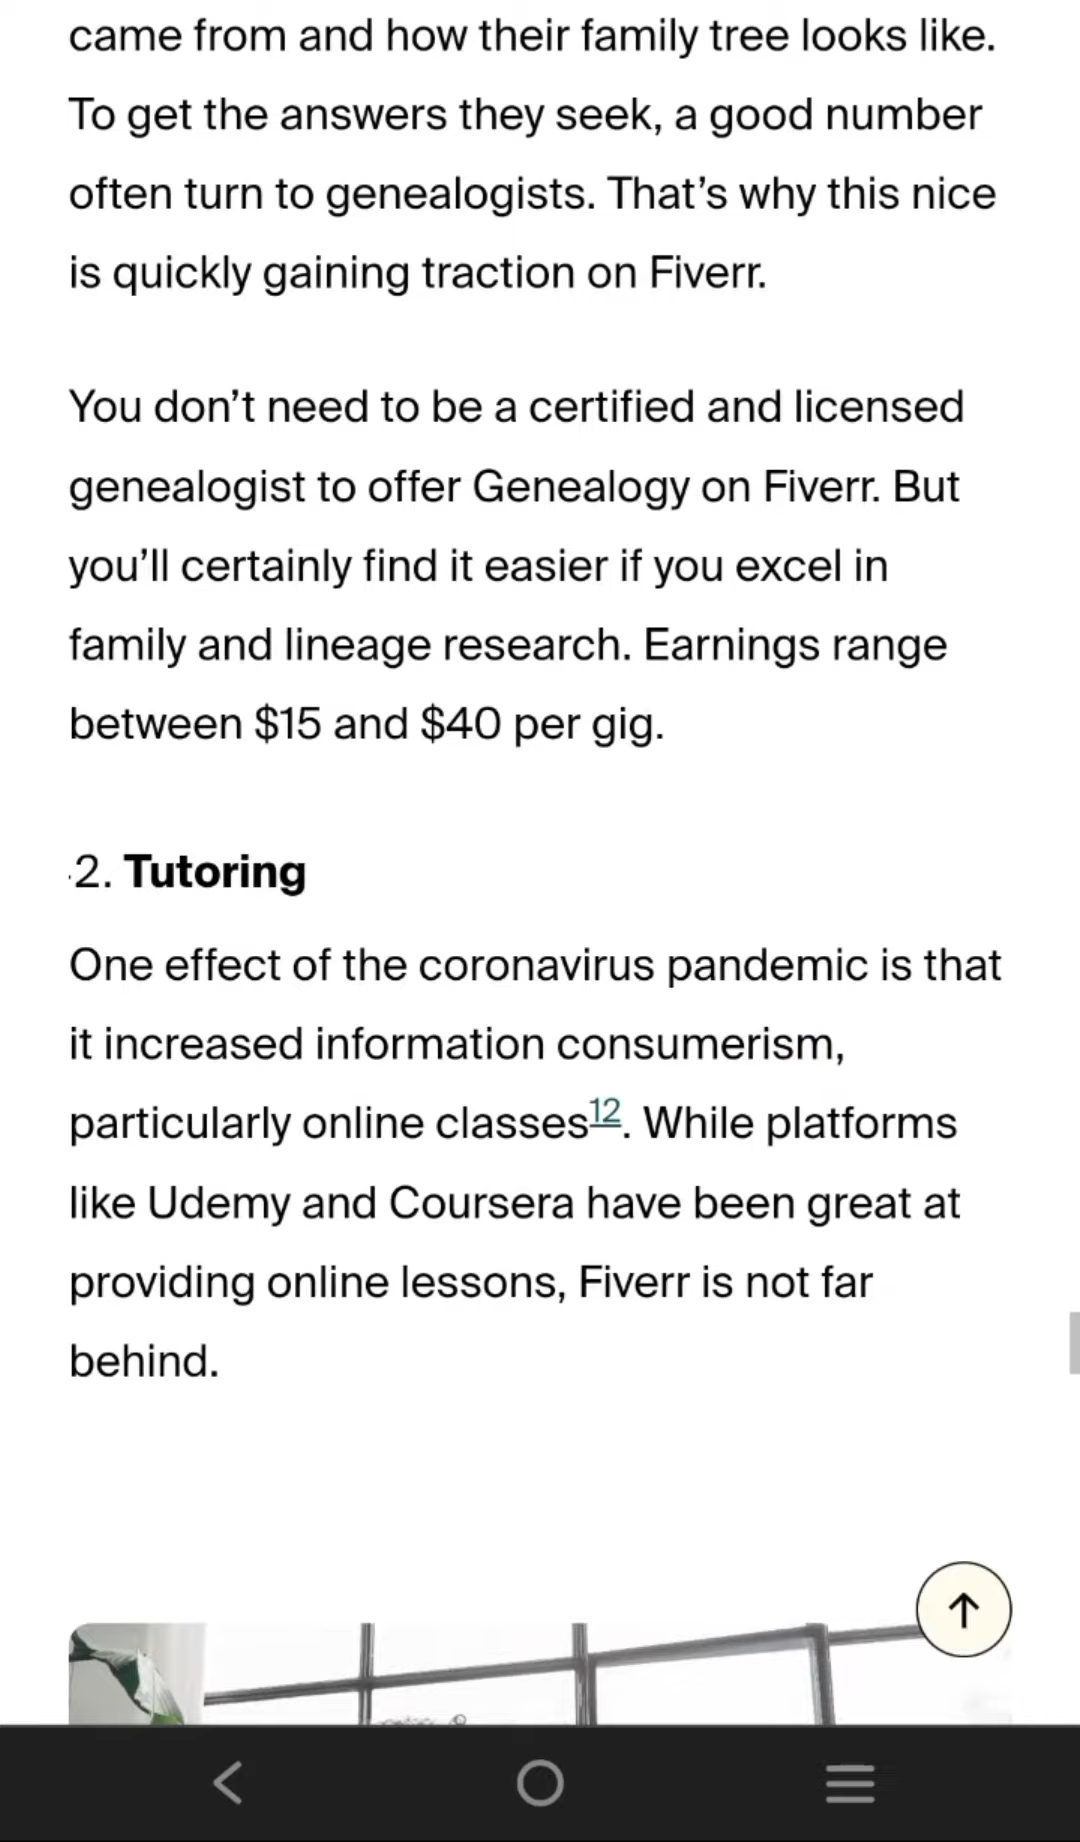 came from and how their family tree looks like.
To get the answers they seek, a good number
often turn to genealogists. That’s why this nice
is quickly gaining traction on Fiverr.
You don’t need to be a certified and licensed
genealogist to offer Genealogy on Fiverr. But
you’ll certainly find it easier if you excel in
family and lineage research. Earnings range
between $15 and $40 per gig.
·2. Tutoring
One effect of the coronavirus pandemic is that
it increased information consumerism,
particularly online classes12. While platforms
like Udemy and Coursera have been great at
providing online lessons, Fiverr is not far
behind.